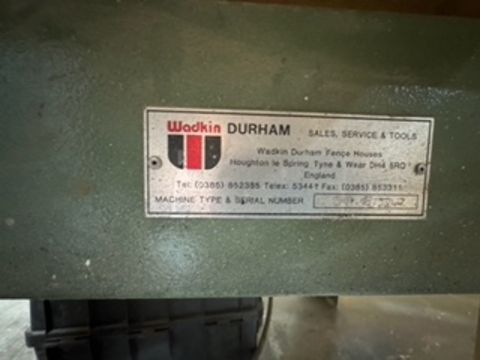 Wadkin DURHAM SALES, SERVICE & TOOLS
Wadkin Durham Fence Houses
Houghton le Spring Tyne & Wear DH4 6RQ
England
Tel: (0385) 852385 Telex: 53441 Fax: (0385) 853311
MACHINE TYPE & SERIAL NUMBER